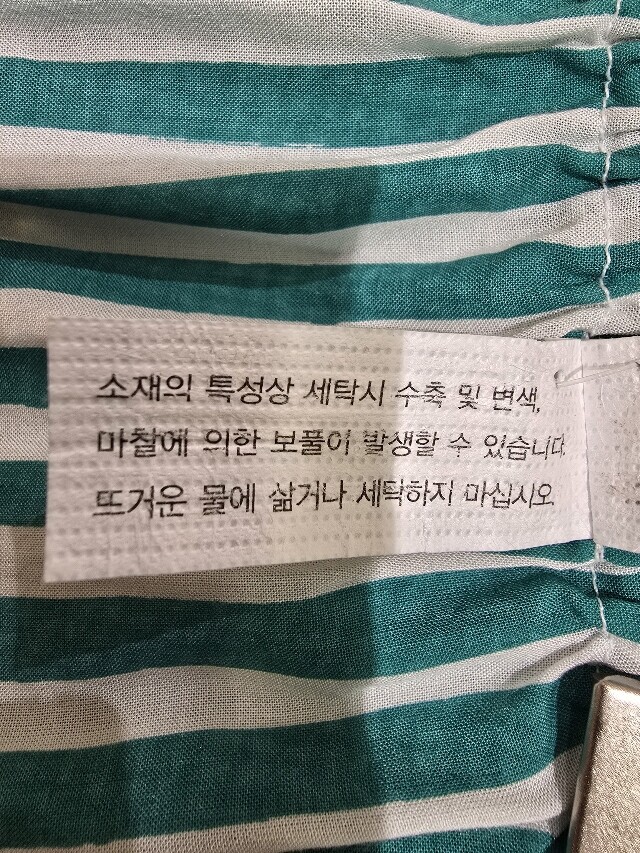 소재의 특성상 세탁시 수축 및 변색,
마찰에 의한 보풀이 발생할 수 있습니다.
뜨거운 물에 삶거나 세탁하지 마십시오.